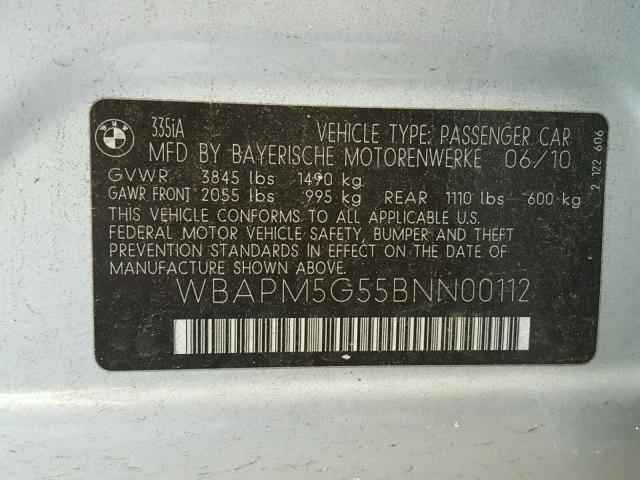 BMW
335iA VEHICLE TYPE: PASSENGER CAR
MFD BY BAYERISCHE MOTORENWERKE 06/10
GVWR 3845 lbs 1490 kg
GAWR FRONT 2055 lbs 995 kg REAR 1110 lbs 600 kg
THIS VEHICLE CONFORMS TO ALL APPLICABLE U.S.
FEDERAL MOTOR VEHICLE SAFETY, BUMPER AND THEFT
PREVENTION STANDARDS IN EFFECT ON THE DATE OF
MANUFACTURE SHOWN ABOVE.
WBAPM5G55BNN00112
2 122 606